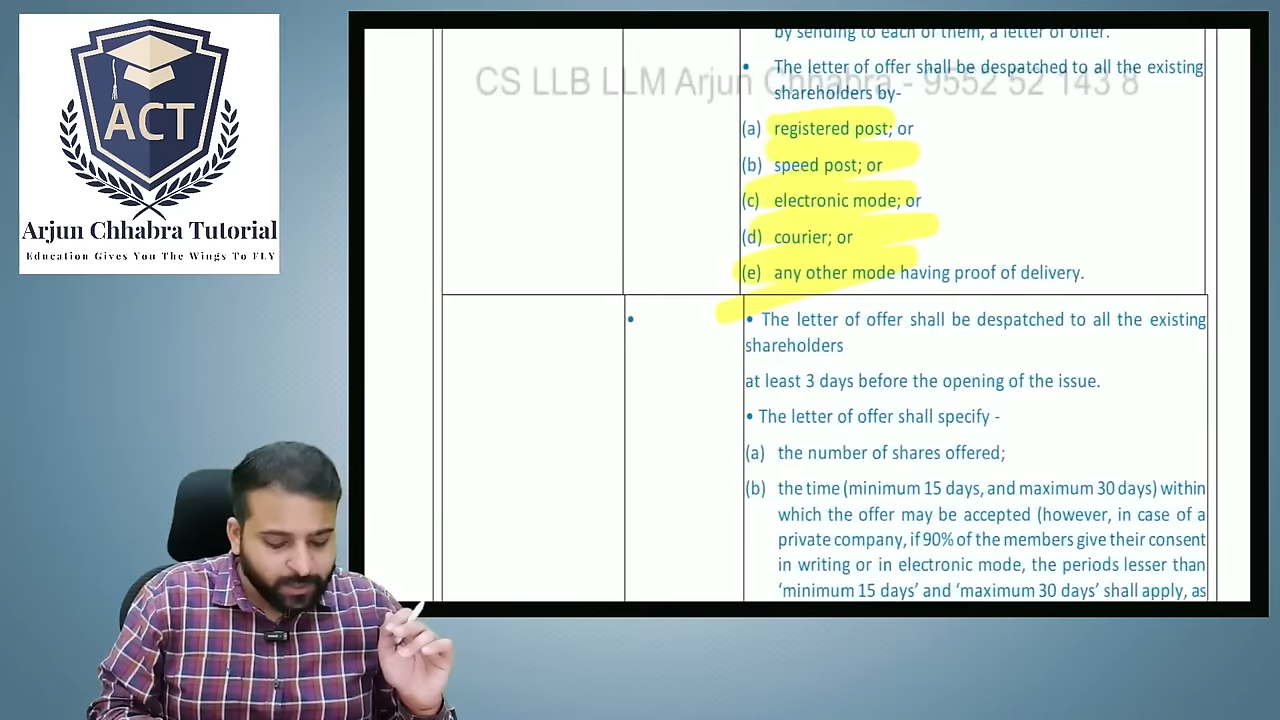 ACT
Arjun Chhabra Tutorial
Education Gives You The Wings To FLY
CS LLB LLM Arjun Chhabra - 9552 52 143 8
by sending to each of them, a letter of offer.
• The letter of offer shall be despatched to all the existing
shareholders by-
(a) registered post; or
(b) speed post; or
(c) electronic mode; or
(d) courier; or
(e) any other mode having proof of delivery.
• The letter of offer shall be despatched to all the existing
shareholders
at least 3 days before the opening of the issue.
• The letter of offer shall specify -
(a) the number of shares offered;
(b) the time (minimum 15 days, and maximum 30 days) within
which the offer may be accepted (however, in case of a
private company, if 90% of the members give their consent
in writing or in electronic mode, the periods lesser than
‘minimum 15 days’ and ‘maximum 30 days’ shall apply, as